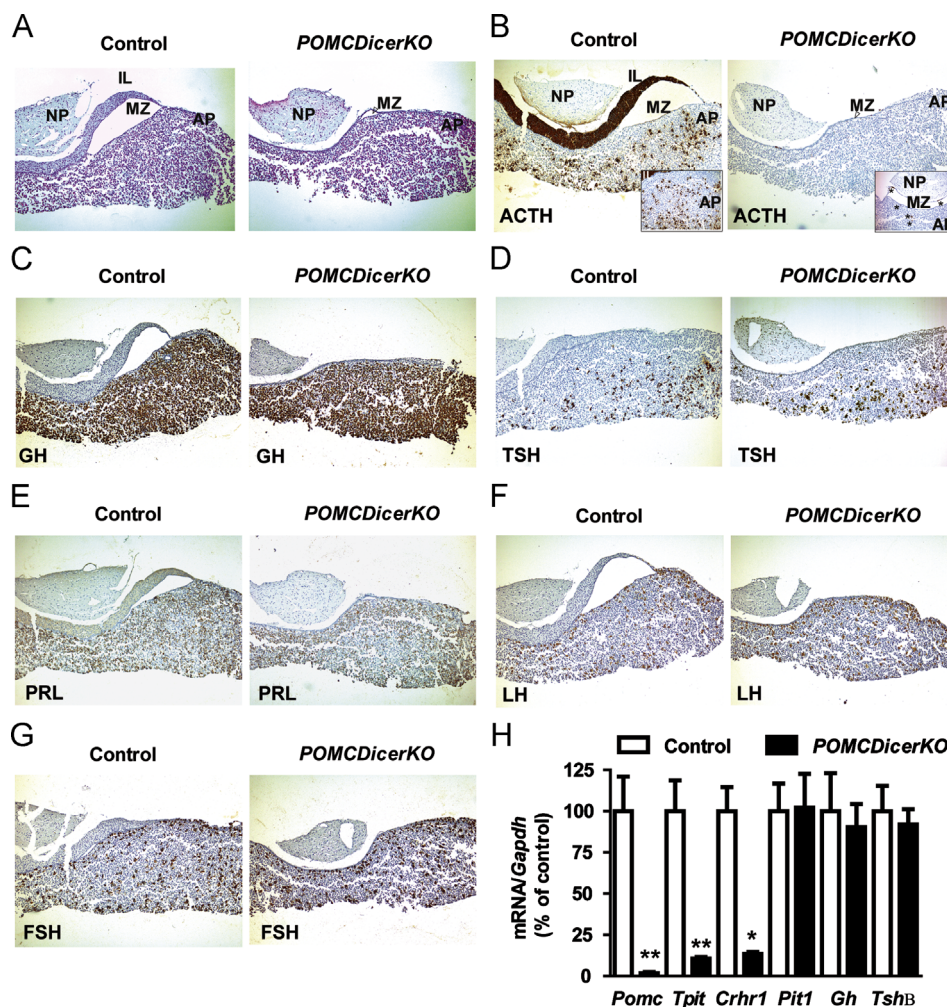 A
Control
POMCDicerKO
IL
NP
MZ
AP
NP
MZ
AP
B
Control
POMCDicerKO
IL
NP
MZ
AP
AP
ACTH
NP
MZ
AP
NP
MZ
ACTH
C
Control
POMCDicerKO
GH
GH
D
Control
POMCDicerKO
TSH
TSH
E
Control
POMCDicerKO
PRL
PRL
F
Control
POMCDicerKO
LH
LH
G
Control
POMCDicerKO
FSH
FSH
H
Control
POMCDicerKO
mRNA/Gapdh
(% of control)
125
100
75
50
25
0
**
**
*
Pomc Tpit Crhr1 Pit1 Gh TshB